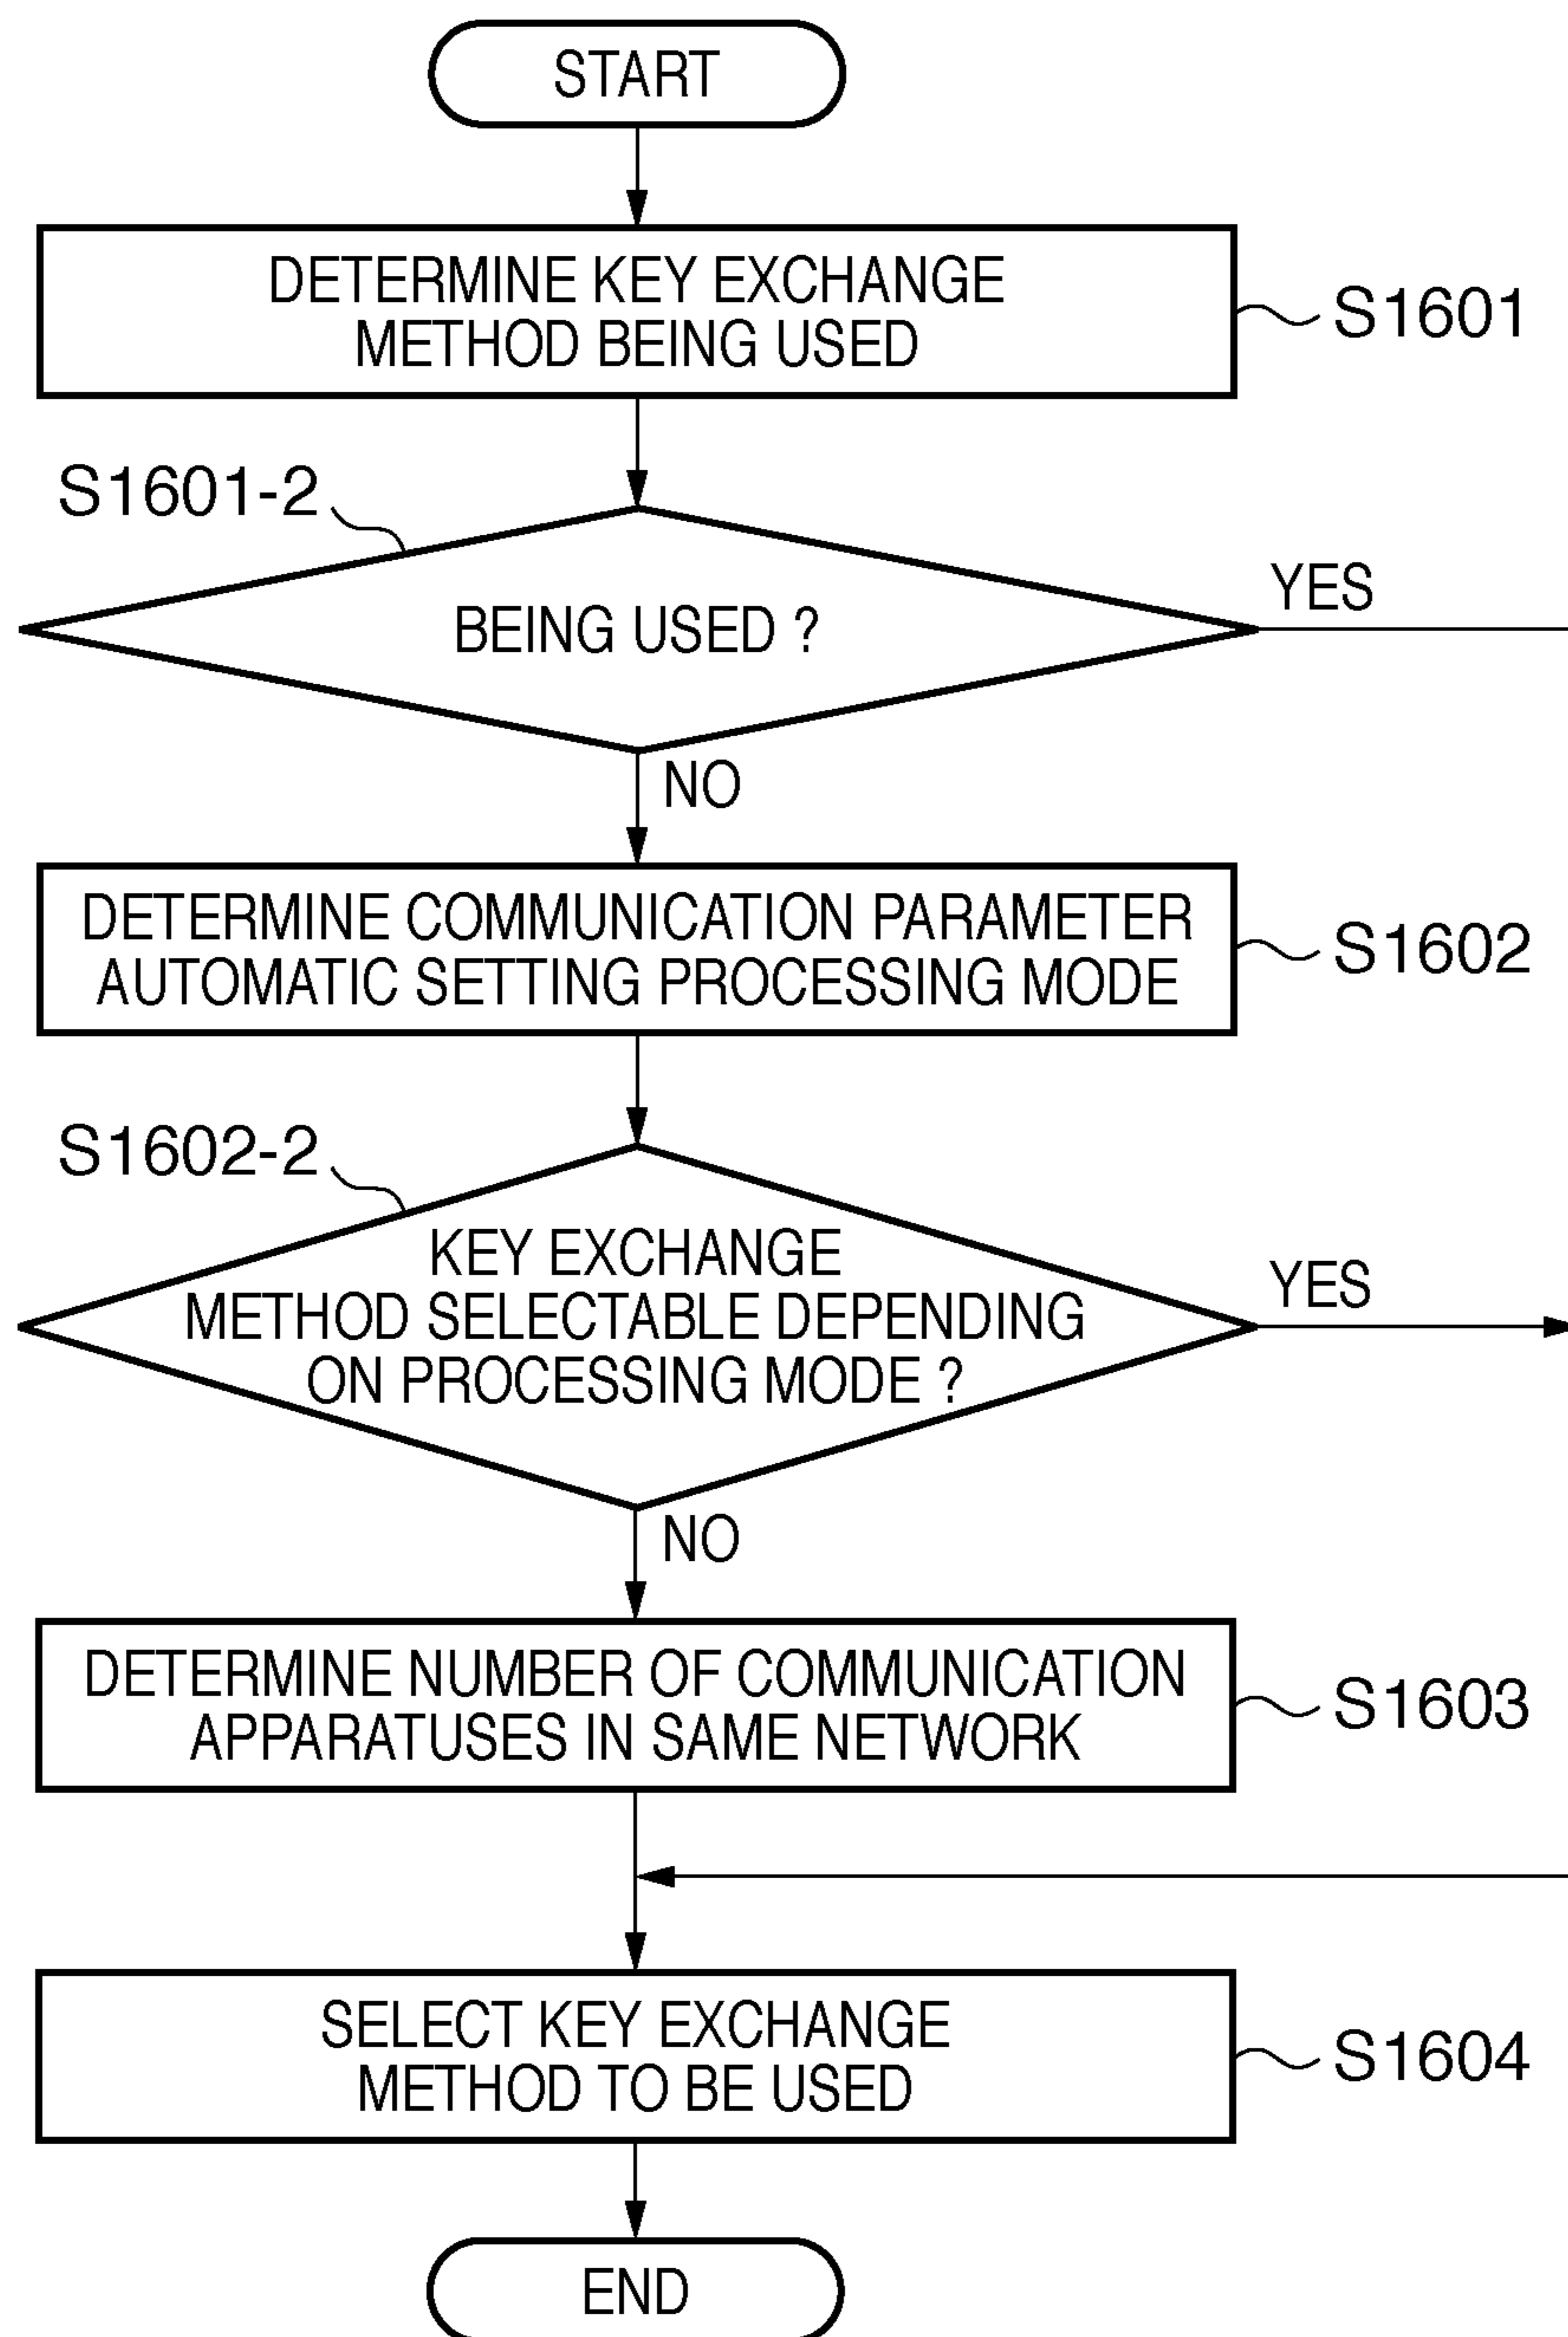 START
DETERMINE KEY EXCHANGE
METHOD BEING USED
S1601
S1601-2
BEING USED ?
YES
NO
DETERMINE COMMUNICATION PARAMETER
AUTOMATIC SETTING PROCESSING MODE
S1602
S1602-2
KEY EXCHANGE
METHOD SELECTABLE DEPENDING
ON PROCESSING MODE ?
YES
NO
DETERMINE NUMBER OF COMMUNICATION
APPARATUSES IN SAME NETWORK
S1603
SELECT KEY EXCHANGE
METHOD TO BE USED
S1604
END